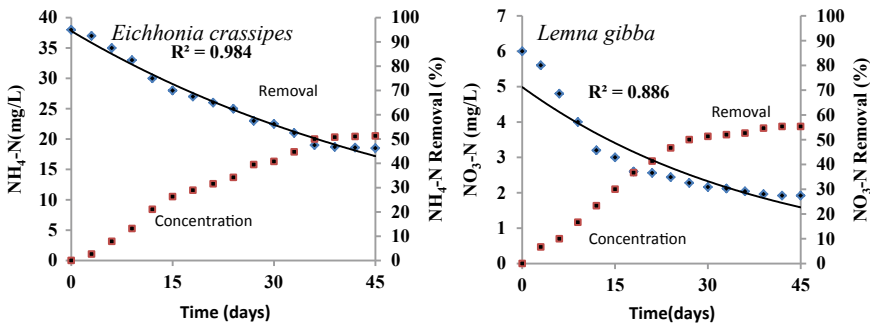 Eichhonia crassipes
R² = 0.984
Removal
Concentration
NH₄-N(mg/L)
40
35
30
25
20
15
10
5
0
NH₄-N Removal (%)
100
90
80
70
60
50
40
30
20
10
0
0 15 30 45
Time (days)
Lemna gibba
R² = 0.886
Removal
Concentration
NO₃-N (mg/L)
7
6
5
4
3
2
1
0
NO₃-N Removal (%)
100
90
80
70
60
50
40
30
20
10
0
0 15 30 45
Time(days)